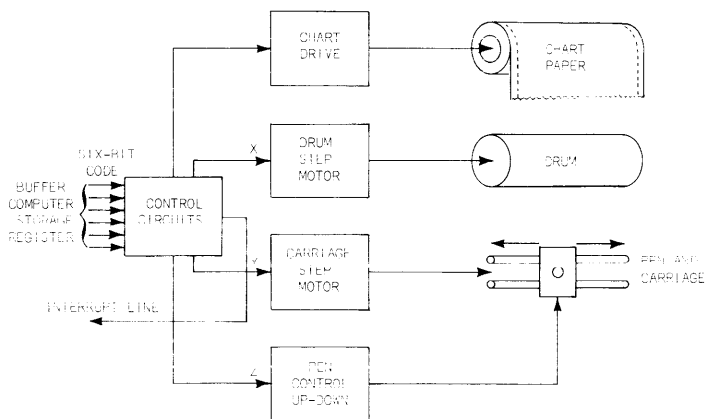 CHART
DRIVE
CHART
PAPER
SIX-BIT
CODE
X
DRUM
STEP
MOTOR
DRUM
BUFFER
COMPUTER
STORAGE
REGISTER
CONTROL
CIRCUITS
Y
CARRIAGE
STEP
MOTOR
C
PEN AND
CARRIAGE
INTERRUPT LINE
Z
PEN
CONTROL
UP-DOWN